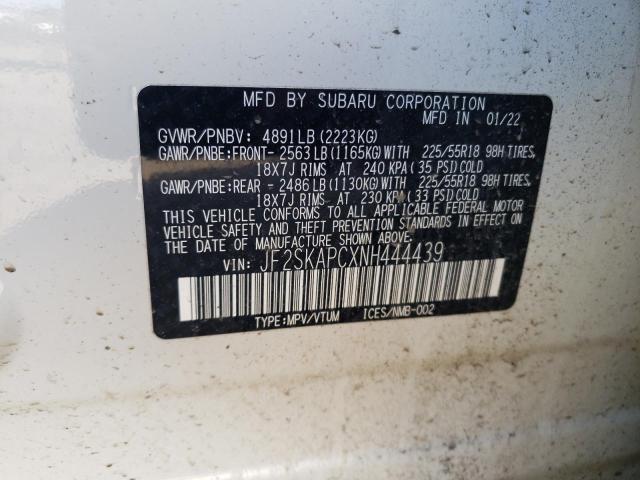 MFD BY SUBARU CORPORATION
MFD IN 01/22
GVWR/PNBV: 4891LB (2223KG)
GAWR/PNBE:FRONT- 2563LB (1165KG)WITH 225/55R18 98H TIRES,
18X7J RIMS AT 240 KPA (35 PSI)COLD
GAWR/PNBE:REAR - 2486LB (1130KG)WITH 225/55R18 98H TIRES,
18X7J RIMS AT 230 KPA (33 PSI)COLD
THIS VEHICLE CONFORMS TO ALL APPLICABLE FEDERAL MOTOR
VEHICLE SAFETY, BUMPER, AND THEFT PREVENTION STANDARDS IN EFFECT ON
THE DATE OF MANUFACTURE SHOWN ABOVE.
VIN: JF2SKAPCXNH444439
TYPE:MPV/VTUM ICES/NMB-002